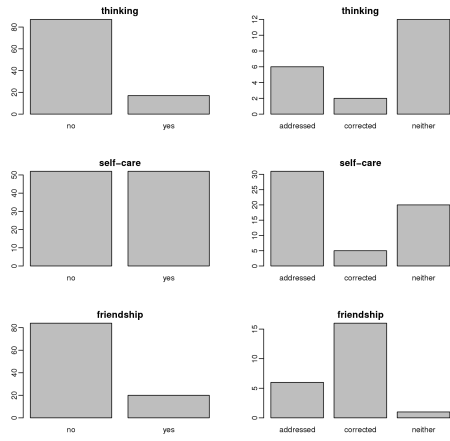 thinking
80
60
40
20
0
no yes
thinking
12
10
8
6
4
2
0
addressed corrected neither
self-care
50
40
30
20
10
0
no yes
self-care
30
25
20
15
10
5
0
addressed corrected neither
friendship
80
60
40
20
0
no yes
friendship
15
10
5
0
addressed corrected neither